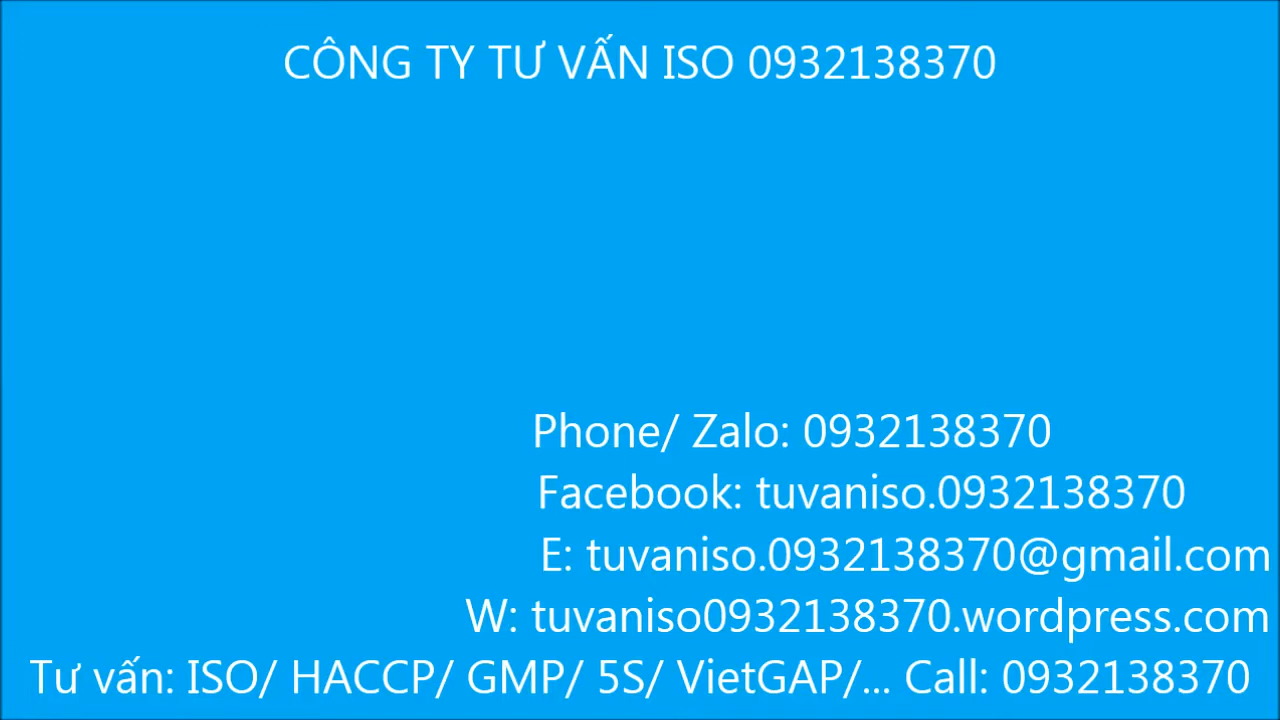 CÔNG TY TƯ VẤN ISO 0932138370
Phone/ Zalo: 0932138370
Facebook: tuvaniso.0932138370
E: tuvaniso.0932138370@gmail.com
W: tuvaniso0932138370.wordpress.com
Tư vấn: ISO/ HACCP/ GMP/ 5S/ VietGAP/... Call: 0932138370